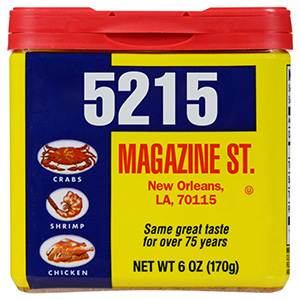 5215
MAGAZINE ST.
New Orleans,
LA, 70115
U
CRABS
SHRIMP
CHICKEN
Same great taste
for over 75 years
NET WT 6 OZ (170g)